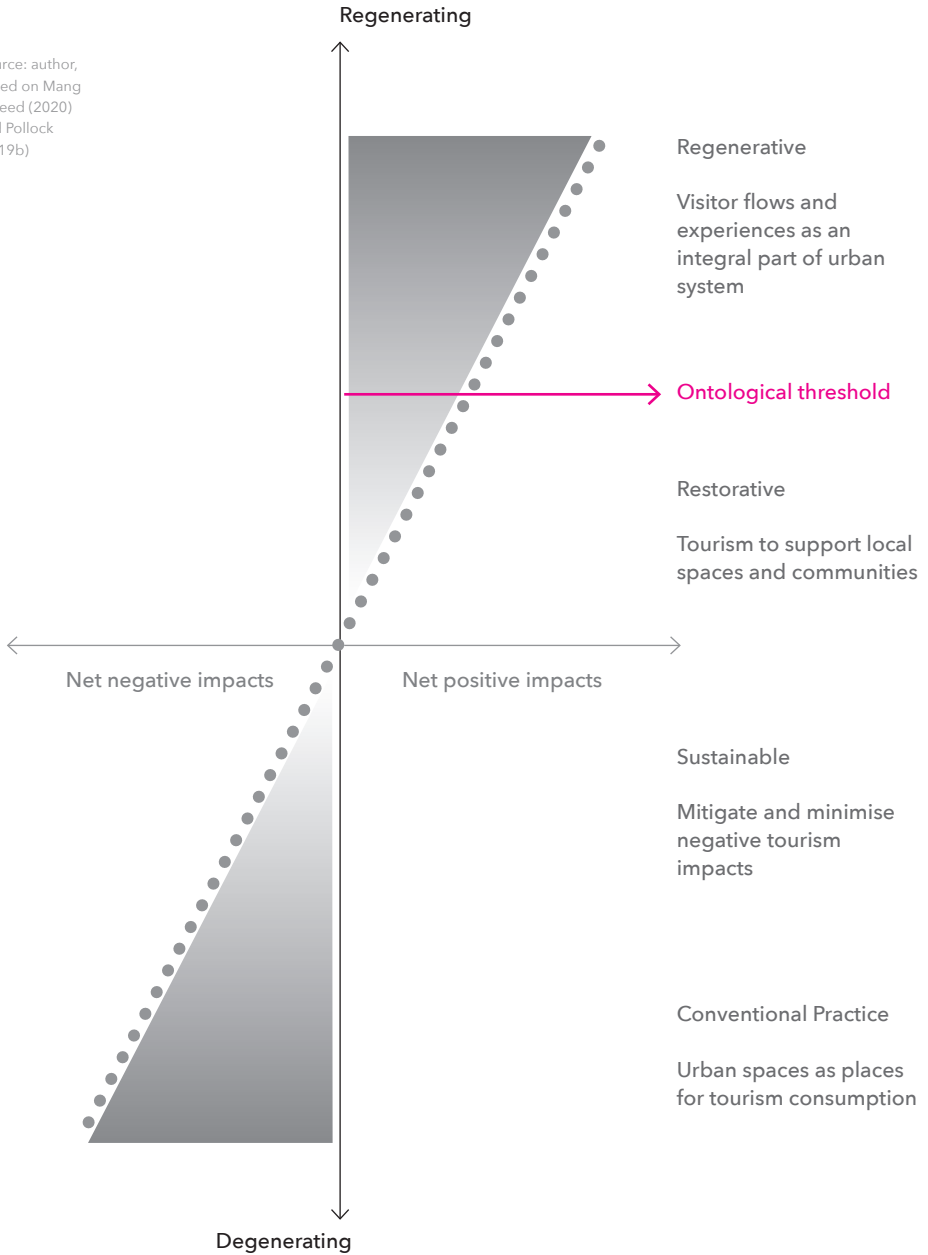 Regenerating
rce: author,
ed on Mang
eed (2020)
Pollock
19b)
Regenerative
Visitor flows and
experiences as an
integral part of urban
system
Ontological threshold
Restorative
Tourism to support local
spaces and communities
Net negative impacts
Net positive impacts
Sustainable
Mitigate and minimise
negative tourism
impacts
Conventional Practice
Urban spaces as places
for tourism consumption
Degenerating